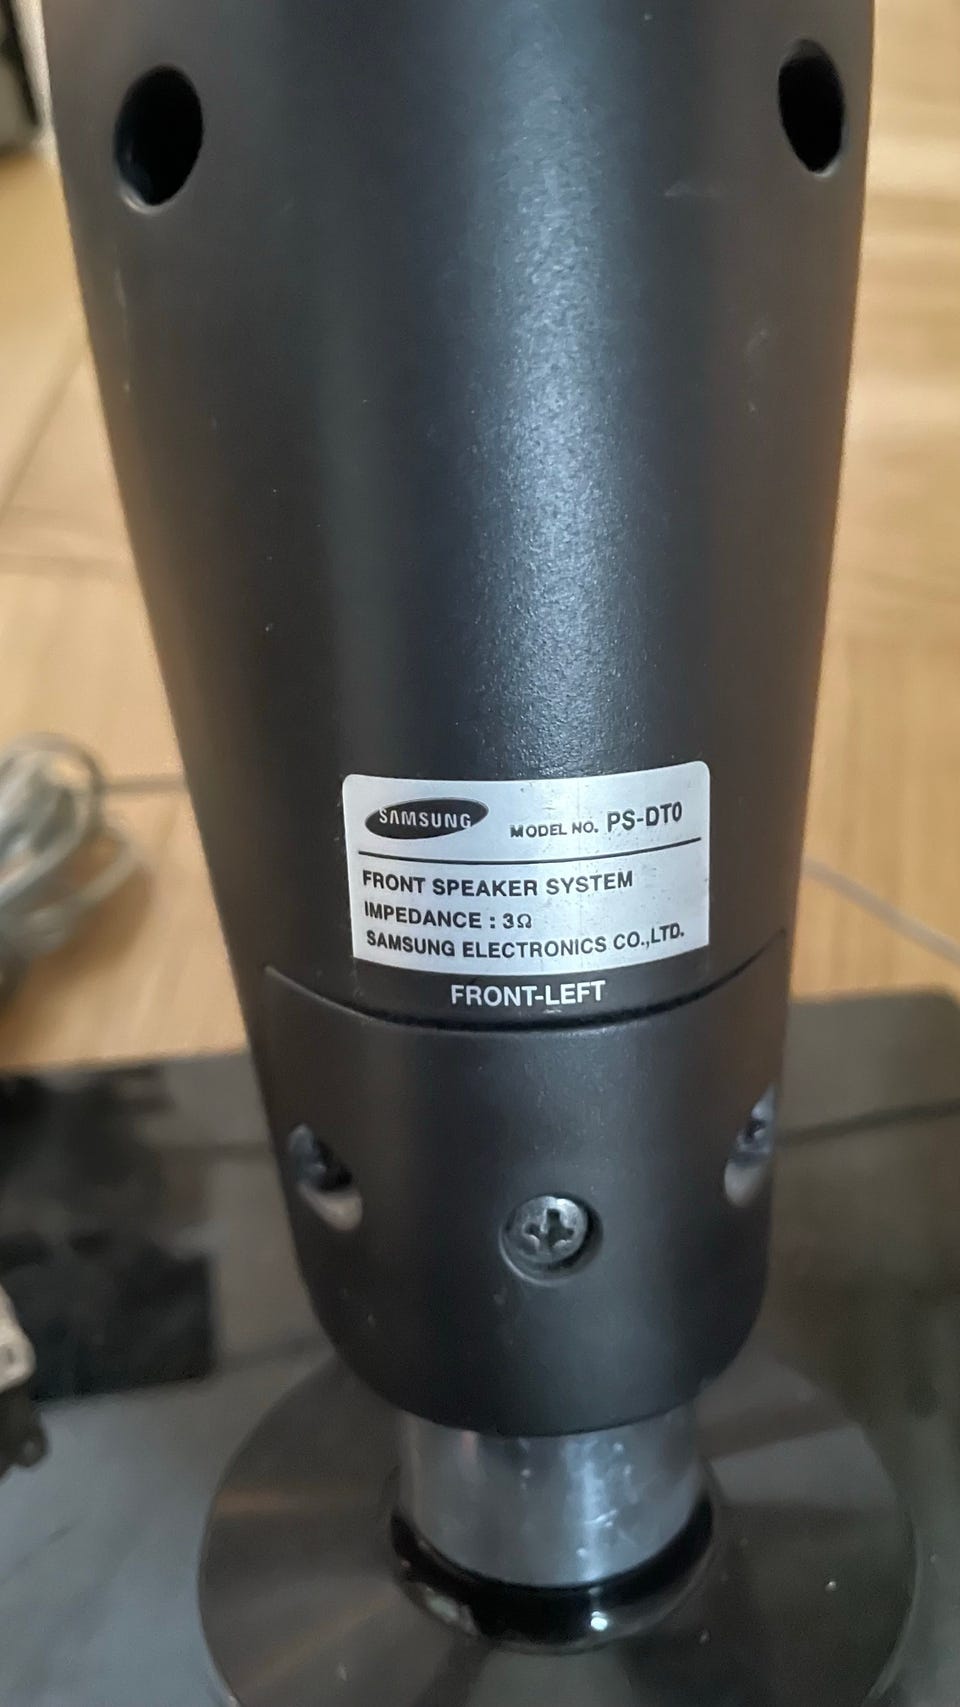 SAMSUNG MODEL NO. PS-DT0
FRONT SPEAKER SYSTEM
IMPEDANCE : 3Ω
SAMSUNG ELECTRONICS CO.,LTD.
FRONT-LEFT